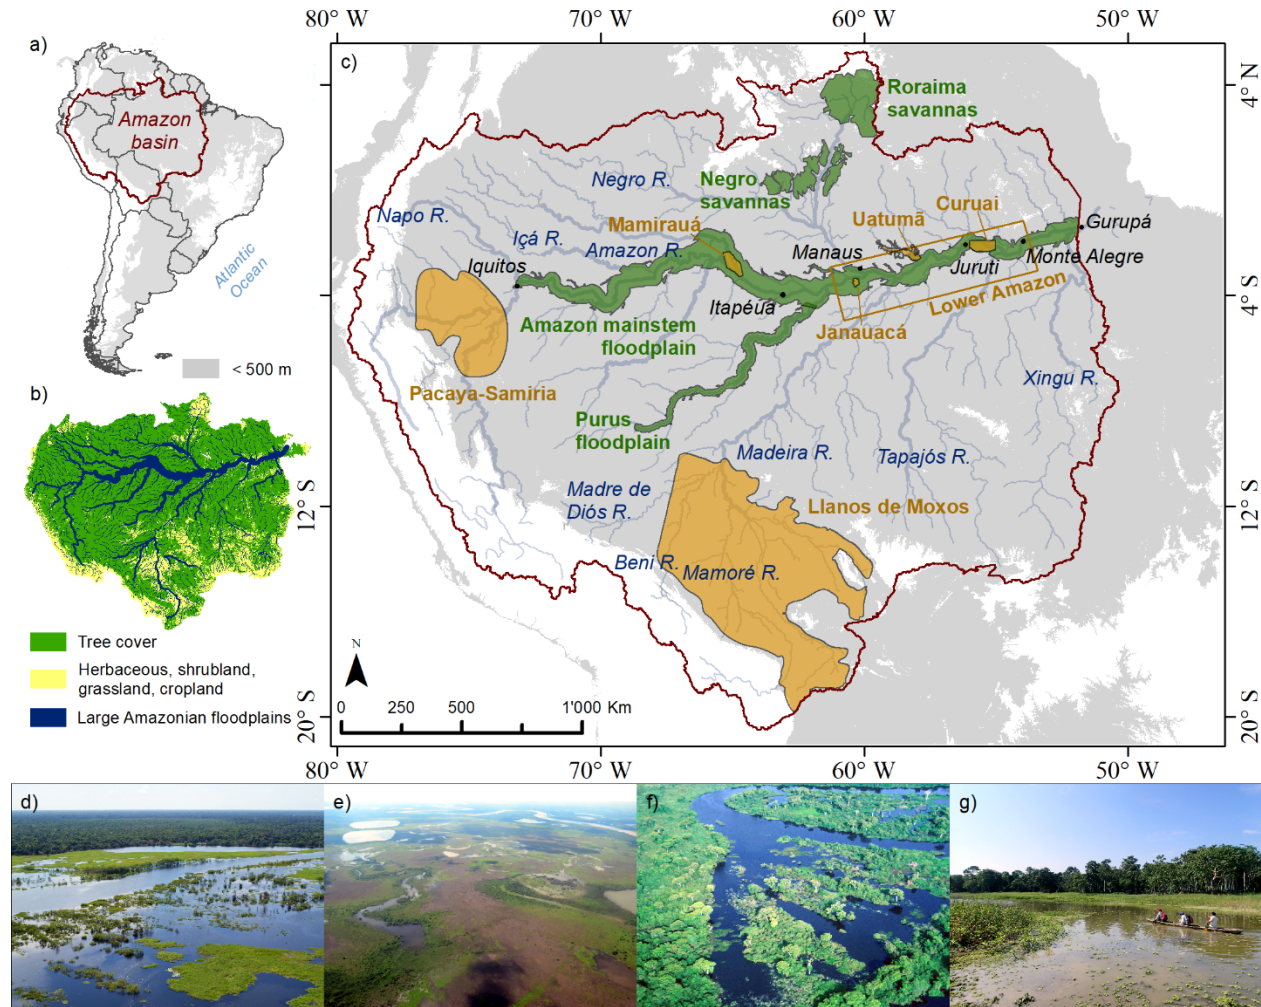 80° W
70° W
60° W
50° W
a)
Amazon
basin
Atlantic
Ocean
< 500 m
b)
Tree cover
Herbaceous, shrubland,
grassland, cropland
Large Amazonian floodplains
c)
Roraima
savannas
Negro R.
Negro
savannas
Napo R.
Içá R.
Mamirauá
Amazon R.
Uatumã
Curuai
Gurupá
Manaus
Iquitos
Juruti
Monte Alegre
Itapéua
Lower Amazon
Amazon mainstem
floodplain
Janauacá
Pacaya-Samiria
Xingu R.
Purus
floodplain
Madeira R.
Tapajós R.
Madre de
Diós R.
Llanos de Moxos
Beni R.
Mamoré R.
N
0 250 500 1'000 Km
4° N
4° S
12° S
12° S
20° S
20° S
80° W
70° W
60° W
50° W
d)
e)
f)
g)